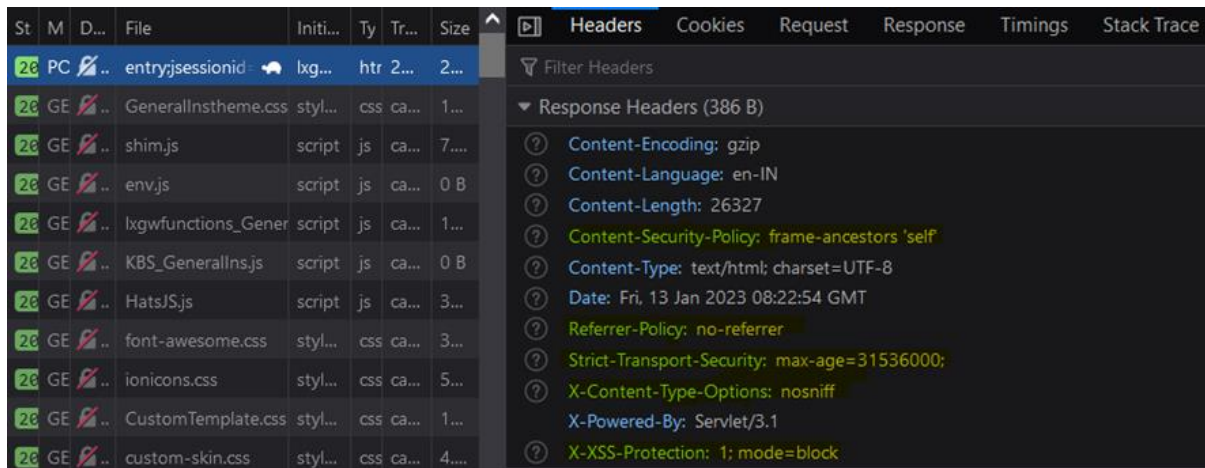 St M D... File Initi... Ty Tr... Size
Headers Cookies Request Response Timings Stack Trace
20 PC .. entry;jsessionid= lxg... htr 2... 2...
Filter Headers
20 GE .. GeneralInstheme.css styl... css ca... 1...
Response Headers (386 B)
20 GE .. shim.js script js ca... 7....
Content-Encoding: gzip
Content-Language: en-IN
20 GE .. env.js script js ca... 0 B
Content-Length: 26327
20 GE .. lxgwfunctions_Gener script js ca... 1...
Content-Security-Policy: frame-ancestors 'self'
20 GE .. KBS_GeneralIns.js script js ca... 0 B
Content-Type: text/html; charset=UTF-8
20 GE .. HatsJS.js script js ca... 3...
Date: Fri, 13 Jan 2023 08:22:54 GMT
20 GE .. font-awesome.css styl... css ca... 3...
Referrer-Policy: no-referrer
Strict-Transport-Security: max-age=31536000;
20 GE .. ionicons.css styl... css ca... 5...
X-Content-Type-Options: nosniff
20 GE .. CustomTemplate.css styl... css ca... 1...
X-Powered-By: Servlet/3.1
20 GE .. custom-skin.css styl... css ca... 4....
X-XSS-Protection: 1; mode=block